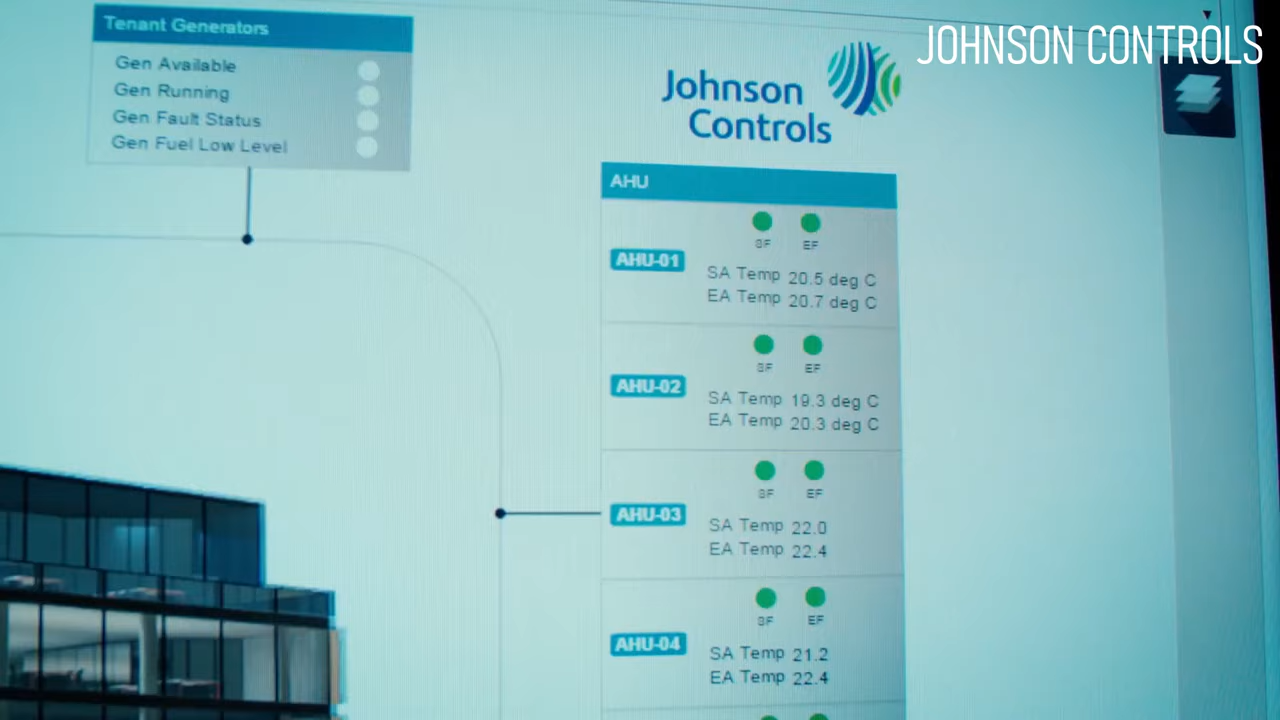 JOHNSON CONTROLS
Tenant Generators
Gen Available
Gen Running
Gen Fault Status
Gen Fuel Low Level
Johnson
Controls
AHU
AHU-01
SF EF
SA Temp 20.5 deg C
EA Temp 20.7 deg C
AHU-02
SF EF
SA Temp 19.3 deg C
EA Temp 20.3 deg C
AHU-03
SF EF
SA Temp 22.0
EA Temp 22.4
AHU-04
SF EF
SA Temp 21.2
EA Temp 22.4